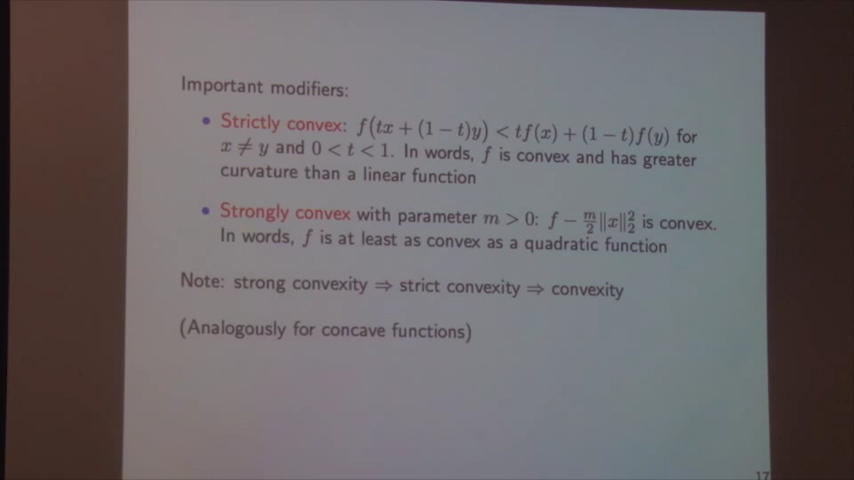 Important modifiers:
• Strictly convex: f(tx + (1 − t)y) < tf(x) + (1 − t)f(y) for
x ≠ y and 0 < t < 1. In words, f is convex and has greater
curvature than a linear function
• Strongly convex with parameter m > 0: f − m/2 ‖x‖₂² is convex.
In words, f is at least as convex as a quadratic function
Note: strong convexity ⇒ strict convexity ⇒ convexity
(Analogously for concave functions)
17